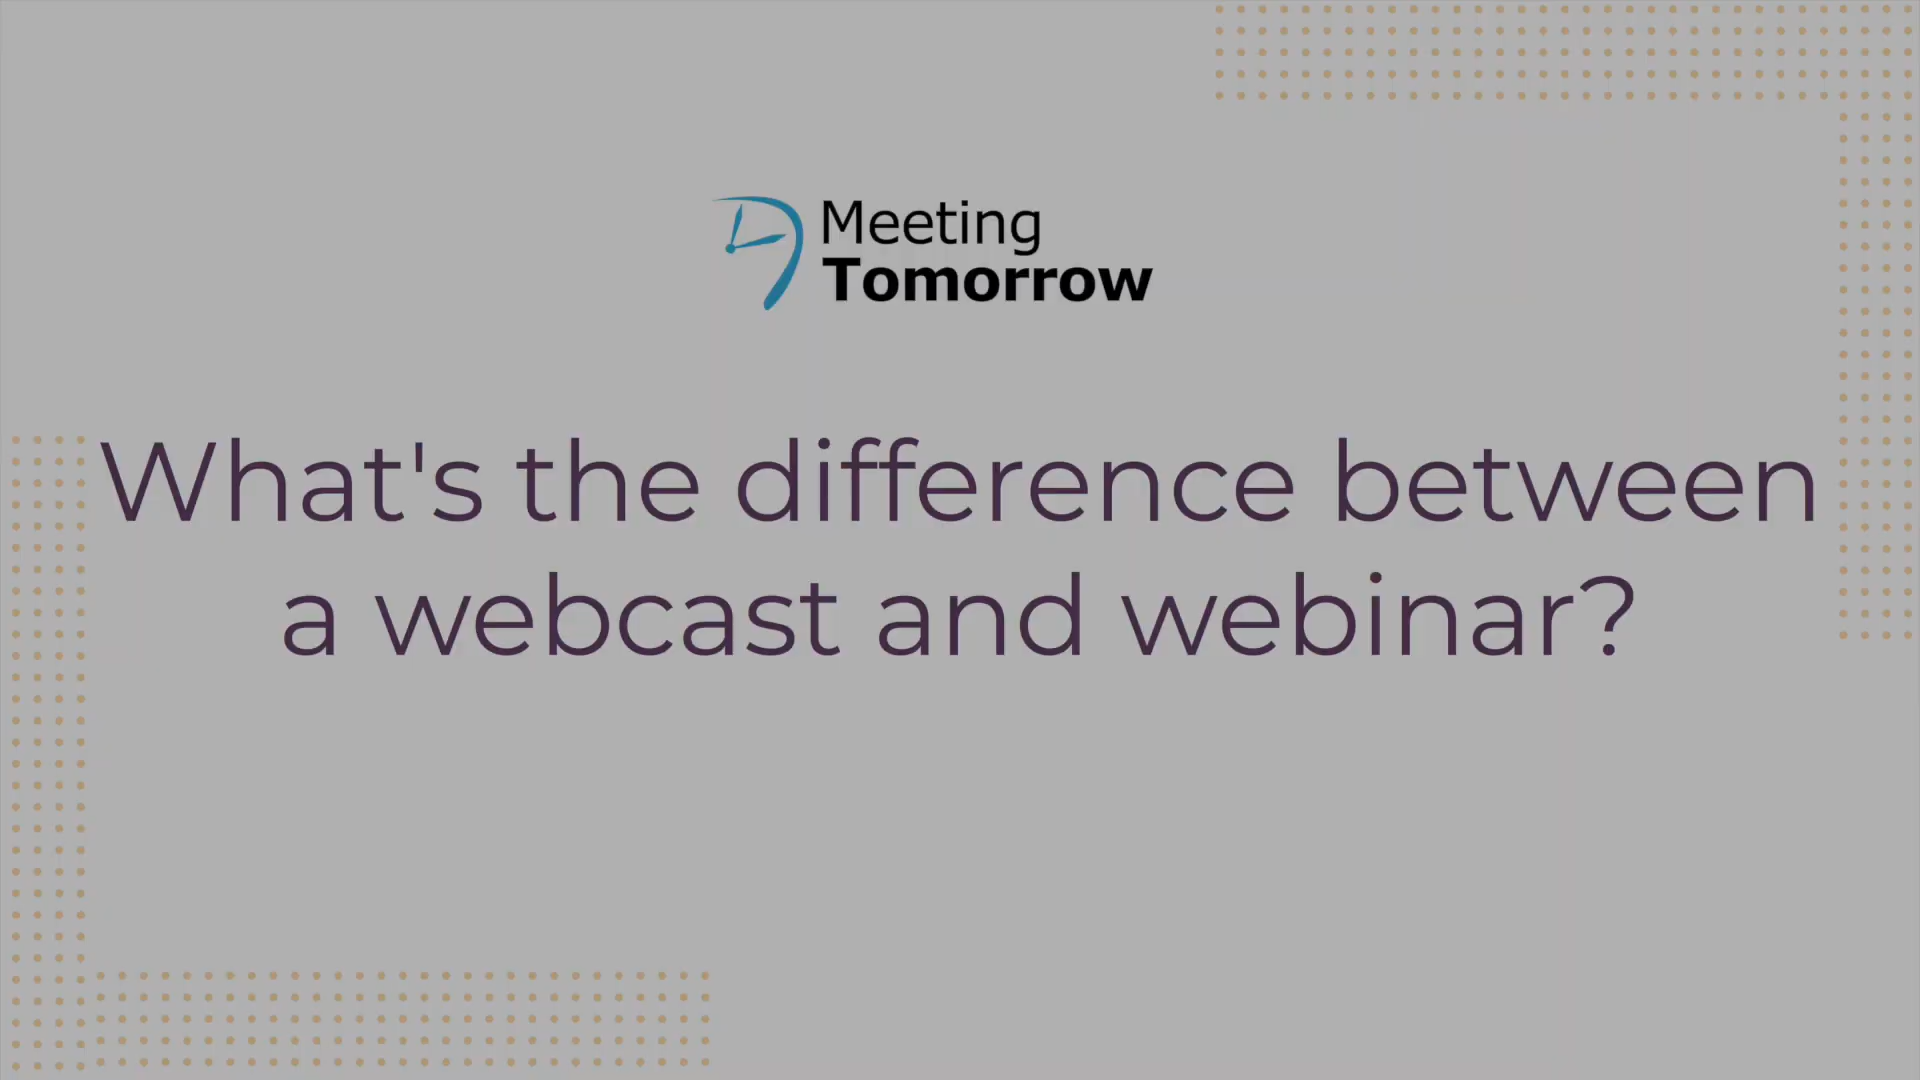 Meeting
Tomorrow
What's the difference between
a webcast and webinar?